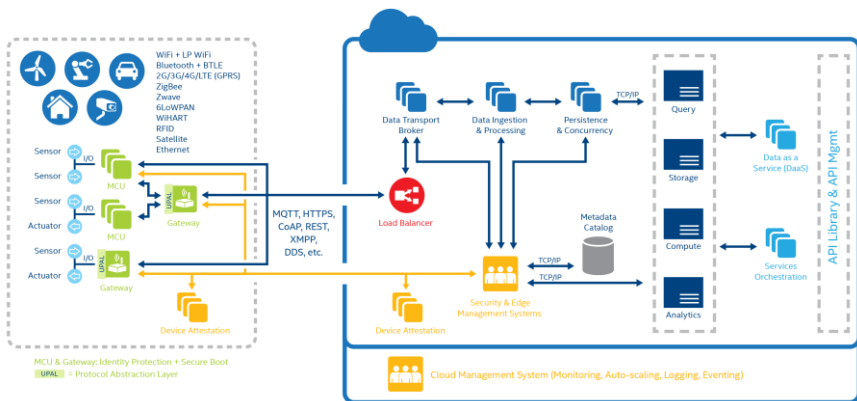 WiFi + LP WiFi
Bluetooth + BTLE
2G/3G/4G/LTE (GPRS)
ZigBee
Zwave
6LoWPAN
WiHART
RFID
Satellite
Ethernet
Sensor
I/O
Sensor
MCU
Sensor
I/O
Actuator
MCU
UPAL
Gateway
Sensor
I/O
Actuator
UPAL
Gateway
Device Attestation
MCU & Gateway: Identity Protection + Secure Boot
UPAL = Protocol Abstraction Layer
MQTT, HTTPS,
CoAP, REST,
XMPP,
DDS, etc.
Data Transport
Broker
Data Ingestion
& Processing
Persistence
& Concurrency
TCP/IP
Load Balancer
Metadata
Catalog
TCP/IP
TCP/IP
Security & Edge
Management Systems
Device Attestation
Query
Storage
Compute
Analytics
Data as a
Service (DaaS)
Services
Orchestration
API Library & API Mgmt
Cloud Management System (Monitoring, Auto-scaling, Logging, Eventing)